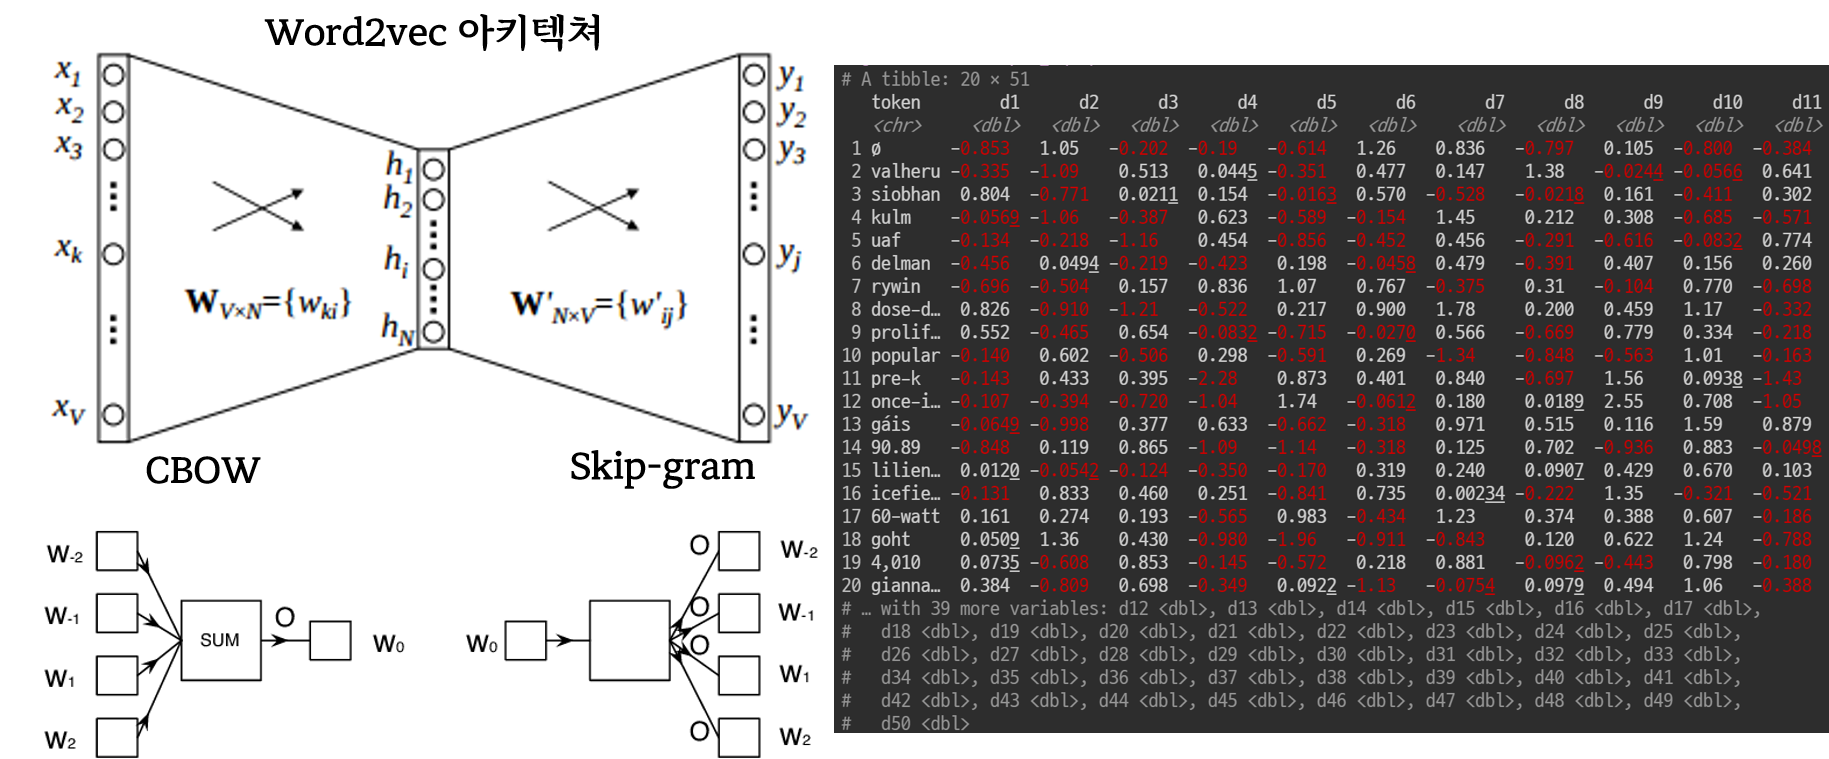 Word2vec 아키텍쳐
x1
x2
x3
xk
xV
h1
h2
hi
hN
y1
y2
y3
yj
yV
W V×N={wki}
W'N×V={w'ij}
CBOW
Skip-gram
W-2
W-1
W1
W2
SUM
O
W0
W0
O
O
O
O
W-2
W-1
W1
W2
# A tibble: 20 × 51
token d1 d2 d3 d4 d5 d6 d7 d8 d9 d10 d11
<chr> <dbl> <dbl> <dbl> <dbl> <dbl> <dbl> <dbl> <dbl> <dbl> <dbl> <dbl>
1 ø -0.853 1.05 -0.202 -0.19 -0.614 1.26 0.836 -0.797 0.105 -0.800 -0.384
2 valheru -0.335 -1.09 0.513 0.0445 -0.351 0.477 0.147 1.38 -0.0244 -0.0566 0.641
3 siobhan 0.804 -0.771 0.0211 0.154 -0.0163 0.570 -0.528 -0.0218 0.161 -0.411 0.302
4 kulm -0.0569 -1.06 -0.387 0.623 -0.589 -0.154 1.45 0.212 0.308 -0.685 -0.571
5 uaf -0.134 -0.218 -1.16 0.454 -0.856 -0.452 0.456 -0.291 -0.616 -0.0832 0.774
6 delman -0.456 0.0494 -0.219 -0.423 0.198 -0.0458 0.479 -0.391 0.407 0.156 0.260
7 rywin -0.696 -0.504 0.157 0.836 1.07 0.767 -0.375 0.31 -0.104 0.770 -0.698
8 dose-d… 0.826 -0.910 -1.21 -0.522 0.217 0.900 1.78 0.200 0.459 1.17 -0.332
9 prolif… 0.552 -0.465 0.654 -0.0832 -0.715 -0.0270 0.566 -0.669 0.779 0.334 -0.218
10 popular -0.140 0.602 -0.506 0.298 -0.591 0.269 -1.34 -0.848 -0.563 1.01 -0.163
11 pre-k -0.143 0.433 0.395 -2.28 0.873 0.401 0.840 -0.697 1.56 0.0938 -1.43
12 once-i… -0.107 -0.394 -0.720 -1.04 1.74 -0.0612 0.180 0.0189 2.55 0.708 -1.05
13 gáis -0.0649 -0.998 0.377 0.633 -0.662 -0.318 0.971 0.515 0.116 1.59 0.879
14 90.89 -0.848 0.119 0.865 -1.09 -1.14 -0.318 0.125 0.702 -0.936 0.883 -0.0498
15 lilien… 0.0120 -0.0542 -0.124 -0.350 -0.170 0.319 0.240 0.0907 0.429 0.670 0.103
16 icefie… -0.131 0.833 0.460 0.251 -0.841 0.735 0.00234 -0.222 1.35 -0.321 -0.521
17 60-watt 0.161 0.274 0.193 -0.565 0.983 -0.434 1.23 0.374 0.388 0.607 -0.186
18 goht 0.0509 1.36 0.430 -0.980 -1.96 -0.911 -0.843 0.120 0.622 1.24 -0.788
19 4,010 0.0735 -0.608 0.853 -0.145 -0.572 0.218 0.881 -0.0962 -0.443 0.798 -0.180
20 gianna… 0.384 -0.809 0.698 -0.349 0.0922 -1.13 -0.0754 0.0979 0.494 1.06 -0.388
# … with 39 more variables: d12 <dbl>, d13 <dbl>, d14 <dbl>, d15 <dbl>, d16 <dbl>, d17 <dbl>,
# d18 <dbl>, d19 <dbl>, d20 <dbl>, d21 <dbl>, d22 <dbl>, d23 <dbl>, d24 <dbl>, d25 <dbl>,
# d26 <dbl>, d27 <dbl>, d28 <dbl>, d29 <dbl>, d30 <dbl>, d31 <dbl>, d32 <dbl>, d33 <dbl>,
# d34 <dbl>, d35 <dbl>, d36 <dbl>, d37 <dbl>, d38 <dbl>, d39 <dbl>, d40 <dbl>, d41 <dbl>,
# d42 <dbl>, d43 <dbl>, d44 <dbl>, d45 <dbl>, d46 <dbl>, d47 <dbl>, d48 <dbl>, d49 <dbl>,
# d50 <dbl>